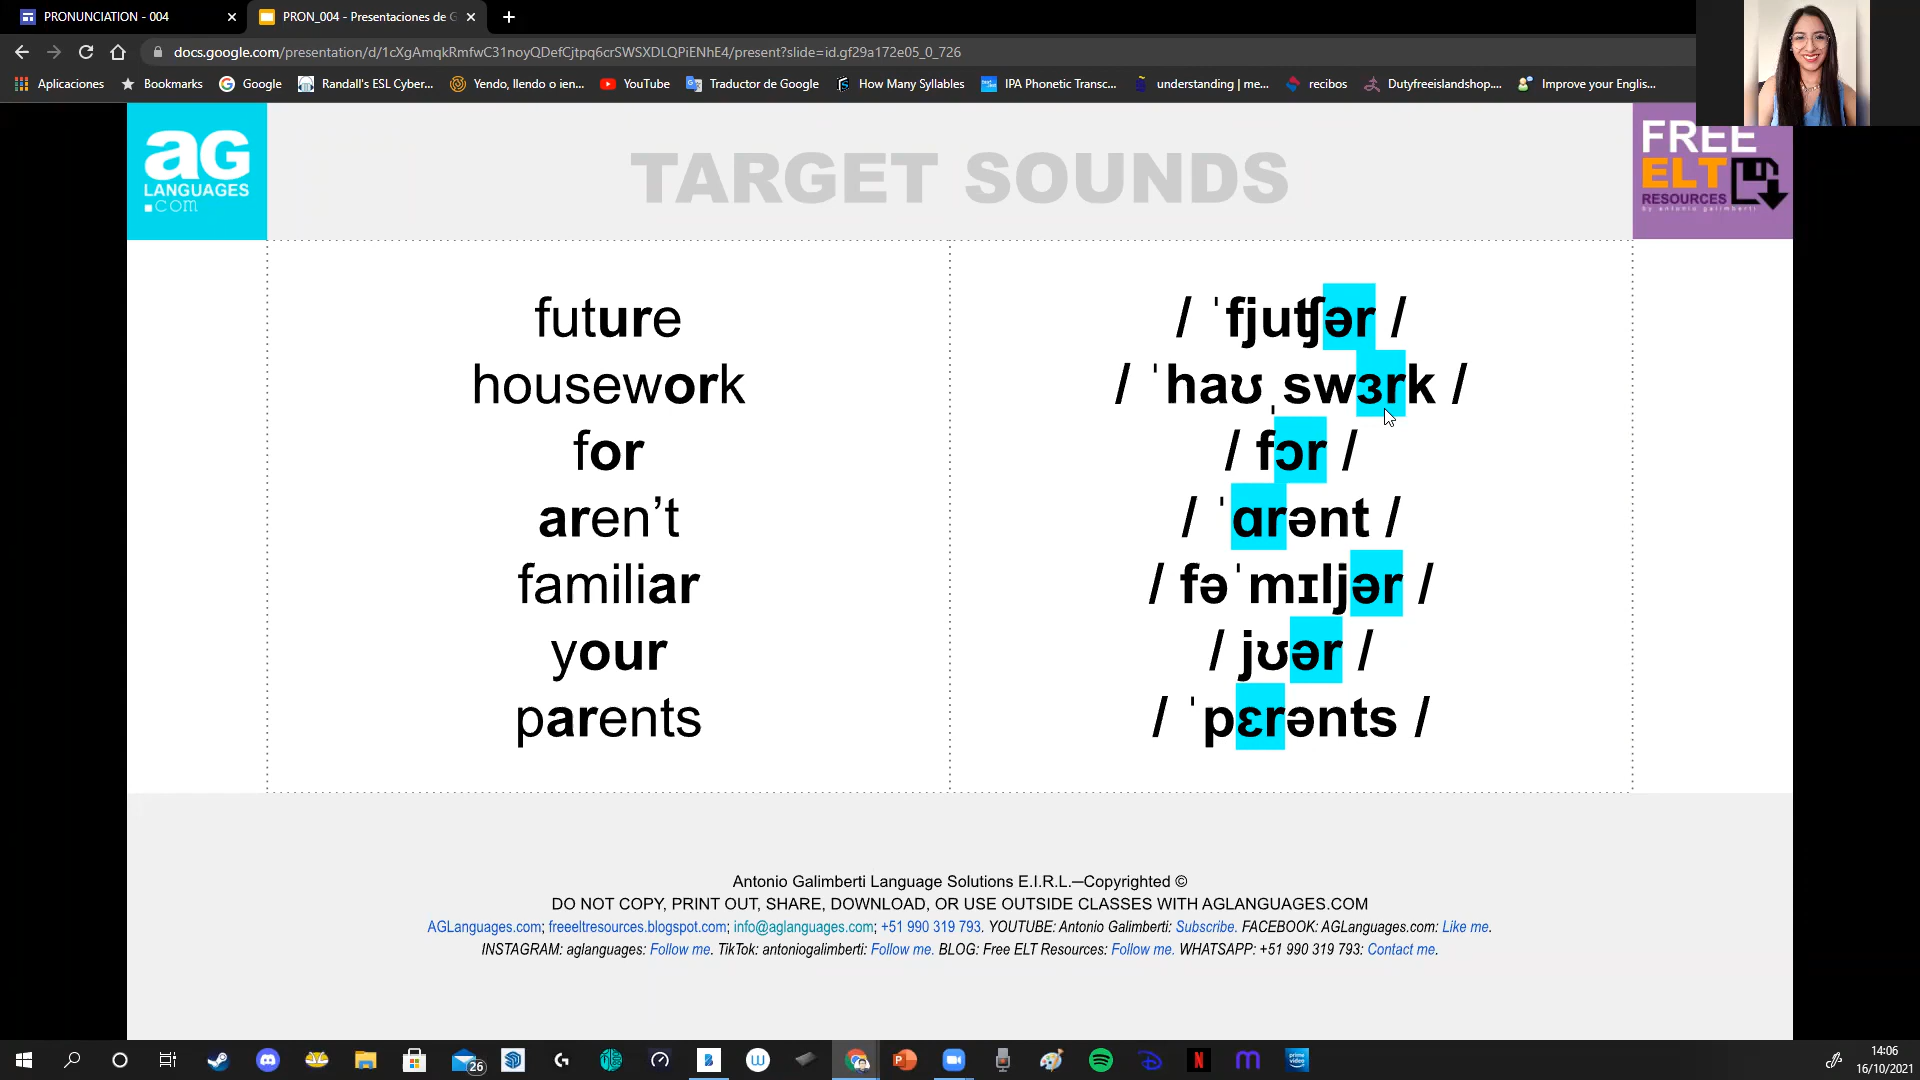 PRONUNCIATION - 004
PRON_004 - Presentaciones de G
docs.google.com/presentation/d/1cXgAmqkRmfwC31noyQDefCjtpq6crSWSXDLQPiENhE4/present?slide=id.gf29a172e05_0_726
Aplicaciones Bookmarks Google Randall's ESL Cyber... Yendo, llendo o ien... YouTube Traductor de Google How Many Syllables IPA Phonetic Transc... understanding | me... recibos Dutyfreeislandshop.... Improve your Englis...
aG
LANGUAGES
.com
TARGET SOUNDS
FREE
ELT
RESOURCES
by antonio galimberti
future / ˈfjuʧər /
housework / ˈhaʊˌswɜrk /
for / fɔr /
aren’t / ˈɑrənt /
familiar / fəˈmɪljər /
your / jʊər /
parents / ˈpɛrənts /
Antonio Galimberti Language Solutions E.I.R.L.—Copyrighted ©
DO NOT COPY, PRINT OUT, SHARE, DOWNLOAD, OR USE OUTSIDE CLASSES WITH AGLANGUAGES.COM
AGLanguages.com; freeeltresources.blogspot.com; info@aglanguages.com; +51 990 319 793. YOUTUBE: Antonio Galimberti: Subscribe. FACEBOOK: AGLanguages.com: Like me.
INSTAGRAM: aglanguages: Follow me. TikTok: antoniogalimberti: Follow me. BLOG: Free ELT Resources: Follow me. WHATSAPP: +51 990 319 793: Contact me.
26
prime video
14:06
16/10/2021